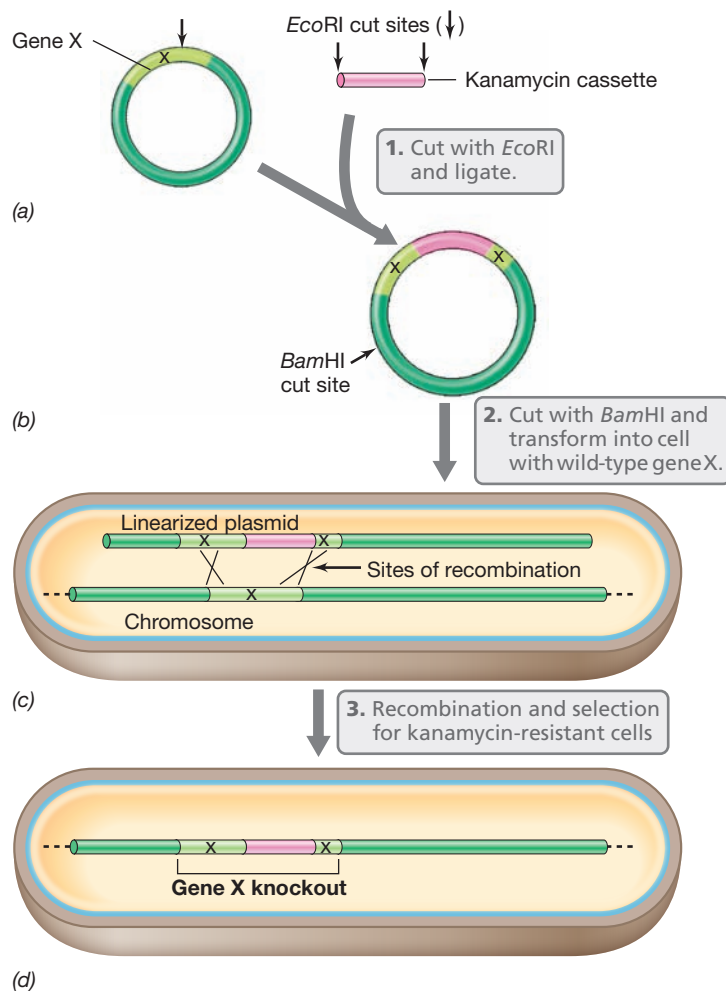 EcoRI cut sites (↓)
Gene X
X
Kanamycin cassette
1. Cut with EcoRI
and ligate.
(a)
X
X
BamHI
cut site
(b)
2. Cut with BamHI and
transform into cell
with wild-type gene X.
Linearized plasmid
X
X
Sites of recombination
X
Chromosome
(c)
3. Recombination and selection
for kanamycin-resistant cells
X
X
Gene X knockout
(d)